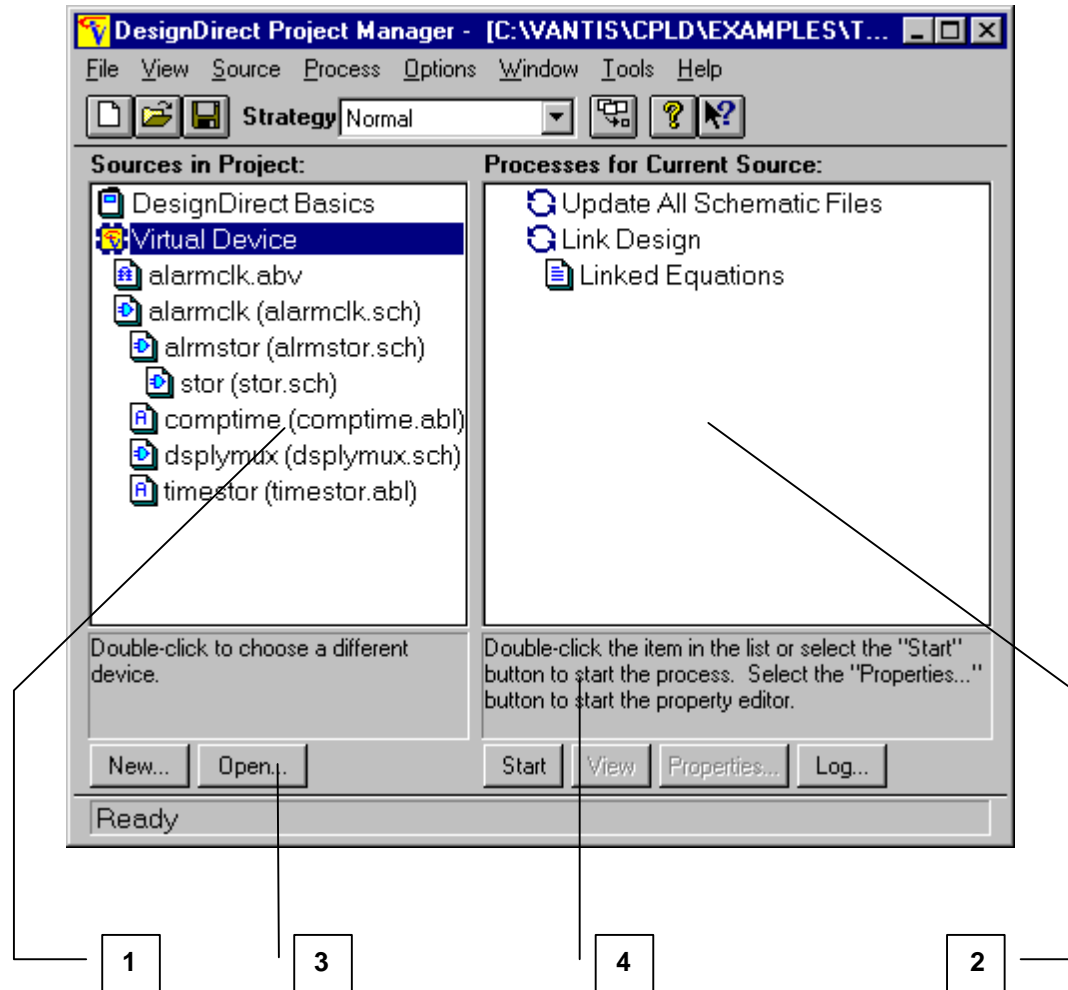 DesignDirect Project Manager - [C:\VANTIS\CPLD\EXAMPLES\T...
File View Source Process Options Window Tools Help
Strategy Normal
Sources in Project:
DesignDirect Basics
Virtual Device
alarmclk.abv
alarmclk (alarmclk.sch)
alrmstor (alrmstor.sch)
stor (stor.sch)
comptime (comptime.abl)
dsplymux (dsplymux.sch)
timestor (timestor.abl)
Double-click to choose a different
device.
New... Open...
Processes for Current Source:
Update All Schematic Files
Link Design
Linked Equations
Double-click the item in the list or select the "Start"
button to start the process. Select the "Properties..."
button to start the property editor.
Start View Properties... Log...
Ready
1 3 4 2